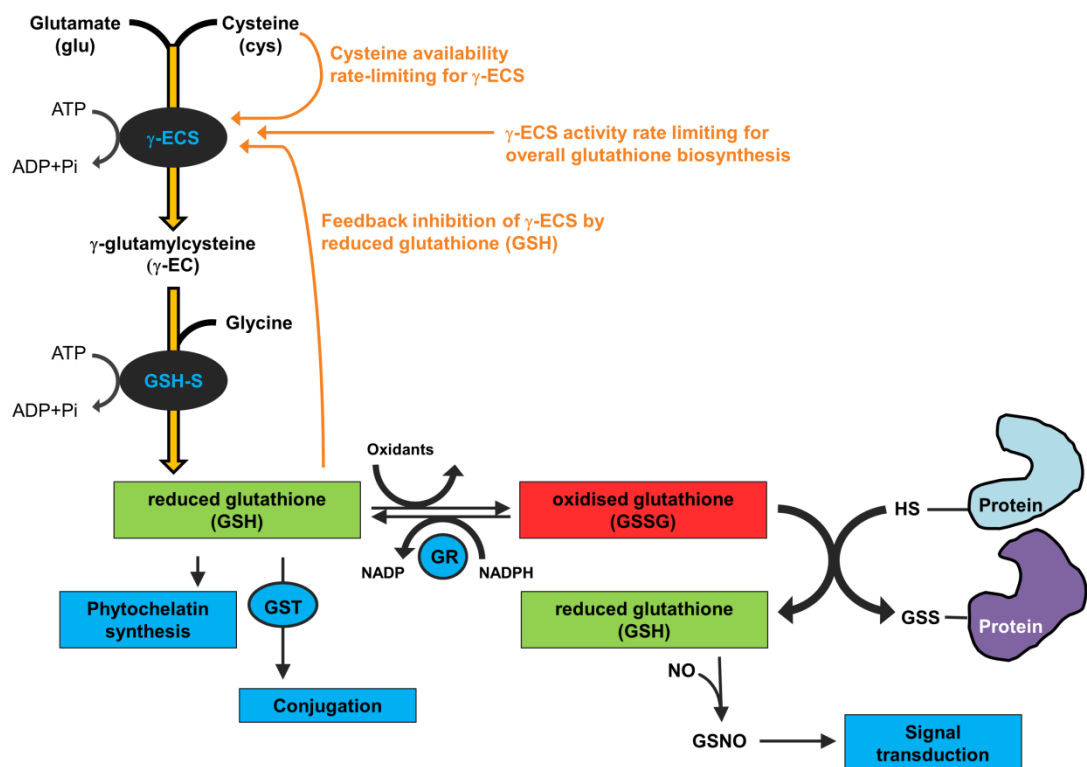 Glutamate
(glu)
Cysteine
(cys)
Cysteine availability
rate-limiting for γ-ECS
ATP
γ-ECS
ADP+Pi
γ-ECS activity rate limiting for
overall glutathione biosynthesis
Feedback inhibition of γ-ECS by
reduced glutathione (GSH)
γ-glutamylcysteine
(γ-EC)
Glycine
ATP
GSH-S
ADP+Pi
Oxidants
reduced glutathione
(GSH)
oxidised glutathione
(GSSG)
HS
Protein
NADP
GR
NADPH
Phytochelatin
synthesis
GST
reduced glutathione
(GSH)
GSS
Protein
Conjugation
NO
GSNO
Signal
transduction